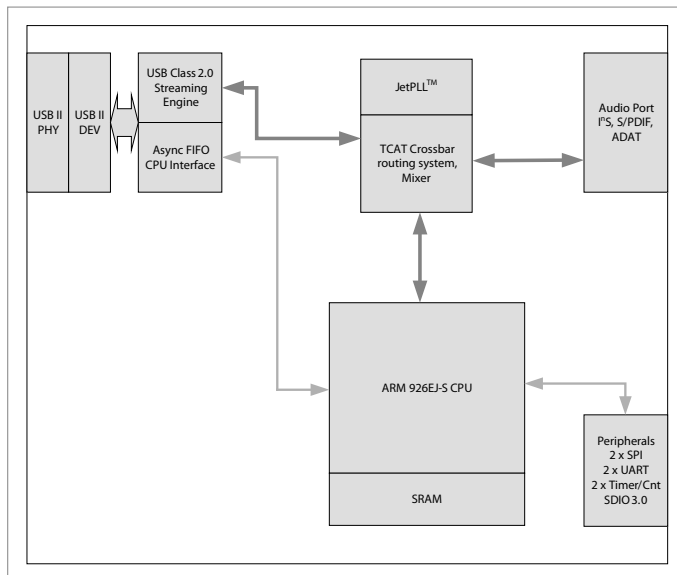 USB II
PHY
USB II
DEV
USB Class 2.0
Streaming
Engine
Async FIFO
CPU Interface
JetPLL™
TCAT Crossbar
routing system,
Mixer
Audio Port
IⁿS, S/PDIF,
ADAT
ARM 926EJ-S CPU
SRAM
Peripherals
2 x SPI
2 x UART
2 x Timer/Cnt
SDIO 3.0